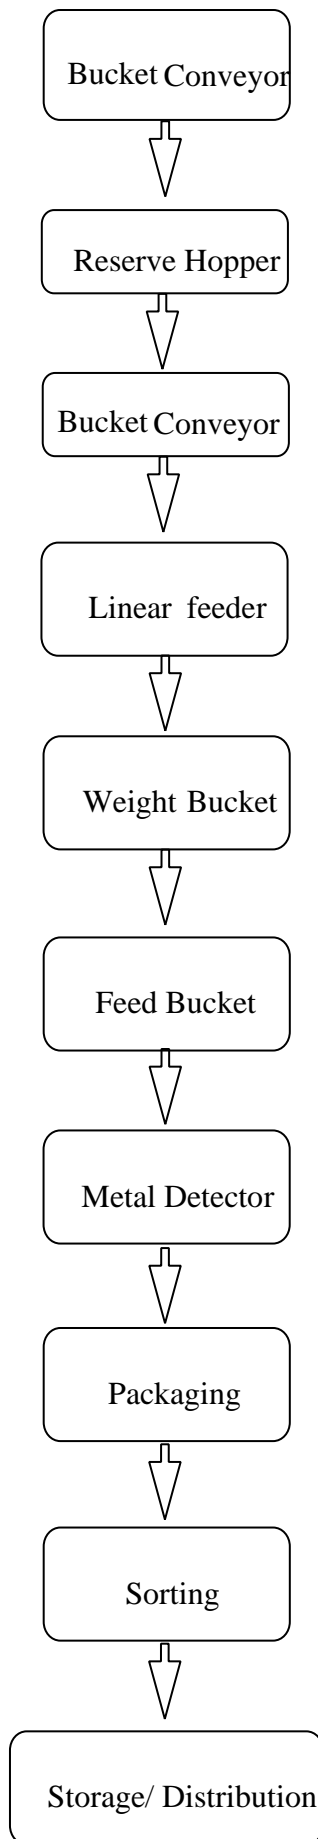 Bucket Conveyor
Reserve Hopper
Bucket Conveyor
Linear feeder
Weight Bucket
Feed Bucket
Metal Detector
Packaging
Sorting
Storage/ Distribution